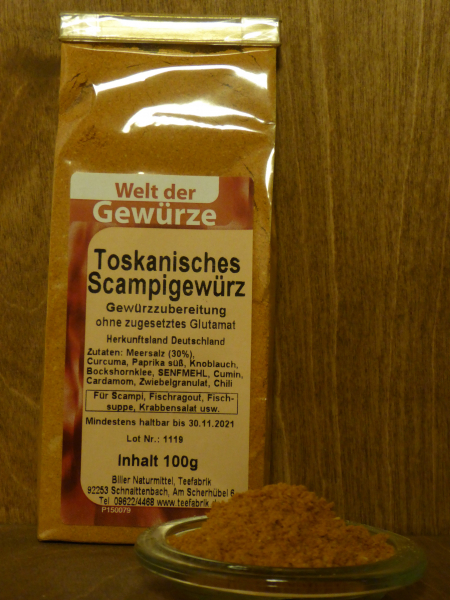 Welt der
Gewürze
Toskanisches
Scampigewürz
Gewürzzubereitung
ohne zugesetztes Glutamat
Herkunftsland Deutschland
Zutaten: Meersalz (30%),
Curcuma, Paprika süß, Knoblauch,
Bockshornklee, SENFMEHL, Cumin,
Cardamom, Zwiebelgranulat, Chili
Für Scampi, Fischragout, Fisch-
suppe, Krabbensalat usw.
Mindestens haltbar bis 30.11.2021
Lot Nr.: 1119
Inhalt 100g
Biller Naturmittel, Teefabrik
92253 Schnaittenbach, Am Scherhübel 6
Tel. 09622/4468 www.teefabrik.d
P150079